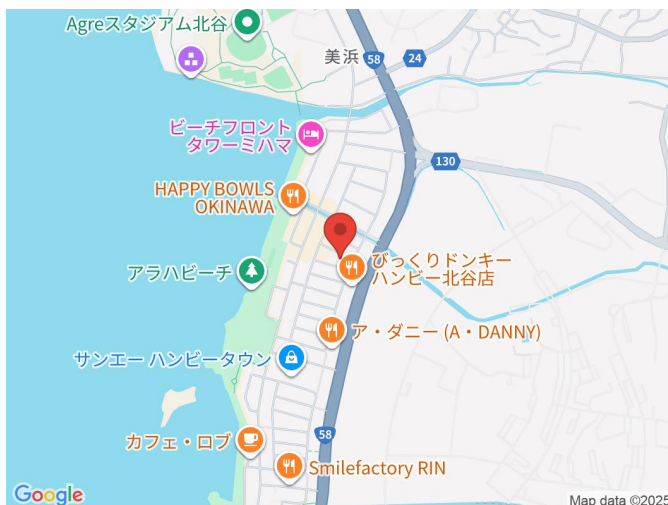 Agreスタジアム北谷
美浜
58
24
ビーチフロント
タワーミハマ
130
HAPPY BOWLS
OKINAWA
びっくりドンキー
ハンビー北谷店
アラハビーチ
ア・ダニー (A・DANNY)
サンエー ハンビータウン
カフェ・ロブ
58
Smilefactory RIN
Google
Map data ©2025